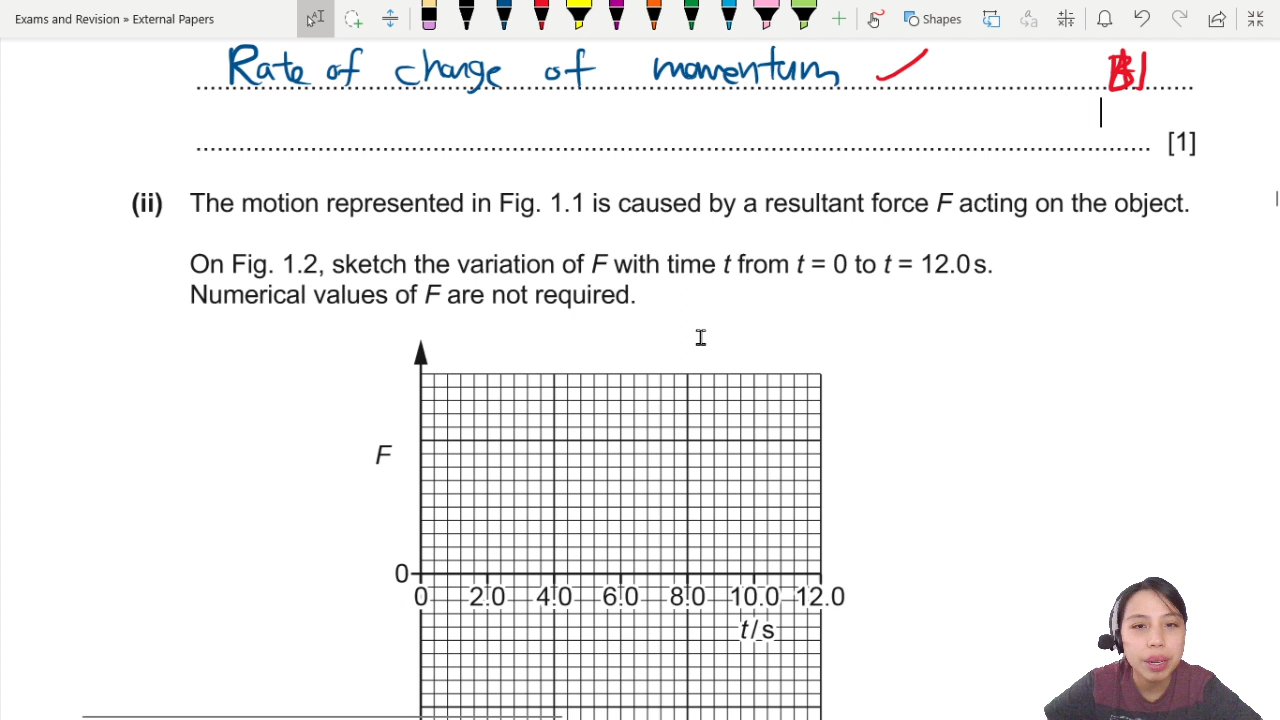 Exams and Revision » External Papers
Shapes
Rate of change of momentum ✓ B1
[1]
(ii) The motion represented in Fig. 1.1 is caused by a resultant force F acting on the object.
On Fig. 1.2, sketch the variation of F with time t from t = 0 to t = 12.0 s.
Numerical values of F are not required.
F
0
0 2.0 4.0 6.0 8.0 10.0 12.0
t / s